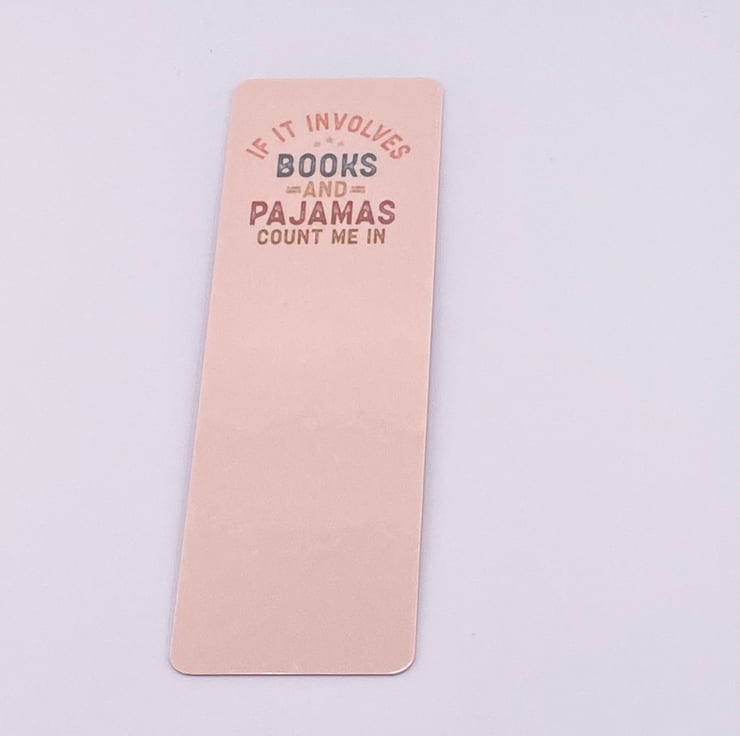 IF IT INVOLVES
BOOKS
AND
PAJAMAS
COUNT ME IN